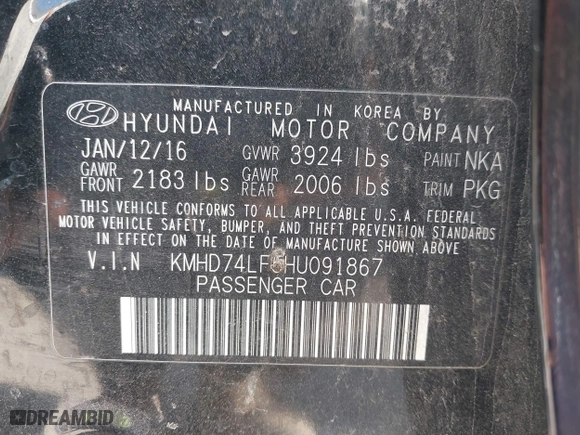 MANUFACTURED IN KOREA BY
HYUNDAI MOTOR COMPANY
JAN/12/16 GVWR 3924 lbs PAINT NKA
GAWR FRONT 2183 lbs GAWR REAR 2006 lbs TRIM PKG
THIS VEHICLE CONFORMS TO ALL APPLICABLE U.S.A. FEDERAL
MOTOR VEHICLE SAFETY, BUMPER, AND THEFT PREVENTION STANDARDS
IN EFFECT ON THE DATE OF MANUFACTURE SHOWN ABOVE
V.I.N KMHD74LF5HU091867
PASSENGER CAR
DREAMBID